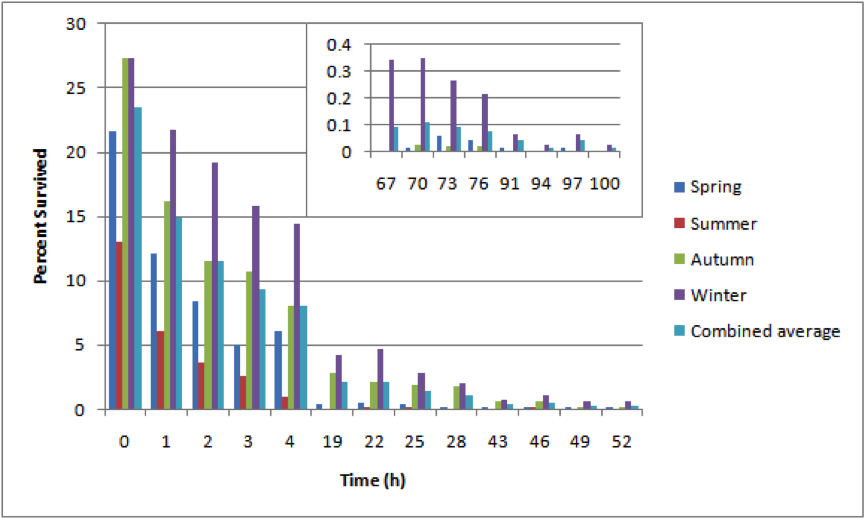 30
25
20
15
10
5
0
Percent Survived
0 1 2 3 4 19 22 25 28 43 46 49 52
Time (h)
0.4
0.3
0.2
0.1
0
67 70 73 76 91 94 97 100
Spring
Summer
Autumn
Winter
Combined average